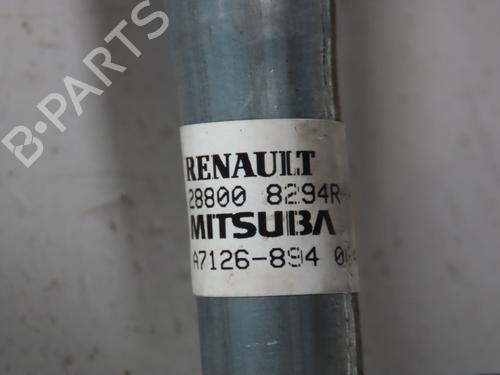 B-PARTS
RENAULT
28800 8294R
MITSUBA
A7126-894